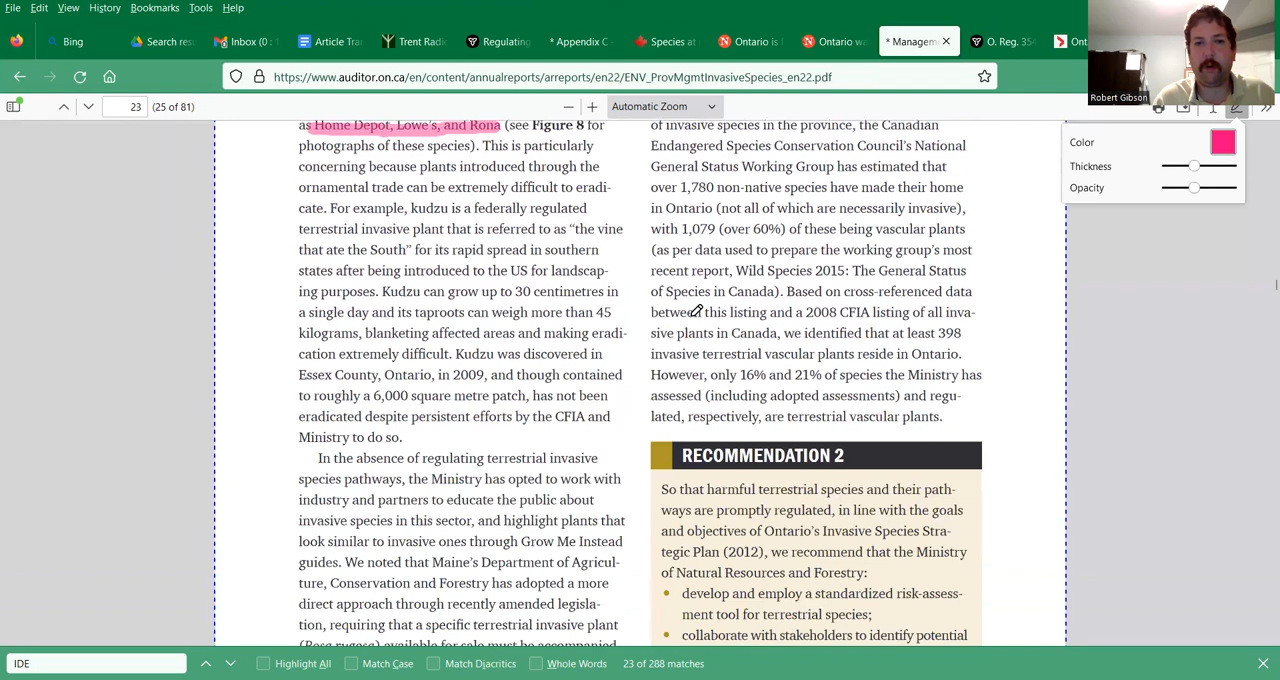 File Edit View History Bookmarks Tools Help
Bing
Search res
Inbox (0 :
Article Tra
Trent Radi
Regulating
* Appendix C -
Species at
Ontario is
Ontario wa
* Managem
O. Reg. 354
Ont
https://www.auditor.on.ca/en/content/annualreports/arreports/en22/ENV_ProvMgmtInvasiveSpecies_en22.pdf
Robert Gibson
23 (25 of 81)
Automatic Zoom
Color
Thickness
Opacity
as Home Depot, Lowe's, and Rona (see Figure 8 for
photographs of these species). This is particularly
concerning because plants introduced through the
ornamental trade can be extremely difficult to eradi-
cate. For example, kudzu is a federally regulated
terrestrial invasive plant that is referred to as “the vine
that ate the South” for its rapid spread in southern
states after being introduced to the US for landscap-
ing purposes. Kudzu can grow up to 30 centimetres in
a single day and its taproots can weigh more than 45
kilograms, blanketing affected areas and making eradi-
cation extremely difficult. Kudzu was discovered in
Essex County, Ontario, in 2009, and though contained
to roughly a 6,000 square metre patch, has not been
eradicated despite persistent efforts by the CFIA and
Ministry to do so.
In the absence of regulating terrestrial invasive
species pathways, the Ministry has opted to work with
industry and partners to educate the public about
invasive species in this sector, and highlight plants that
look similar to invasive ones through Grow Me Instead
guides. We noted that Maine's Department of Agricul-
ture, Conservation and Forestry has adopted a more
direct approach through recently amended legisla-
tion, requiring that a specific terrestrial invasive plant
(Rosa rugosa) available for sale must be accompanied
of invasive species in the province, the Canadian
Endangered Species Conservation Council's National
General Status Working Group has estimated that
over 1,780 non-native species have made their home
in Ontario (not all of which are necessarily invasive),
with 1,079 (over 60%) of these being vascular plants
(as per data used to prepare the working group's most
recent report, Wild Species 2015: The General Status
of Species in Canada). Based on cross-referenced data
between this listing and a 2008 CFIA listing of all inva-
sive plants in Canada, we identified that at least 398
invasive terrestrial vascular plants reside in Ontario.
However, only 16% and 21% of species the Ministry has
assessed (including adopted assessments) and regu-
lated, respectively, are terrestrial vascular plants.
RECOMMENDATION 2
So that harmful terrestrial species and their path-
ways are promptly regulated, in line with the goals
and objectives of Ontario's Invasive Species Stra-
tegic Plan (2012), we recommend that the Ministry
of Natural Resources and Forestry:
• develop and employ a standardized risk-assess-
ment tool for terrestrial species;
• collaborate with stakeholders to identify potential
IDE
Highlight All Match Case Match Diacritics Whole Words 23 of 288 matches